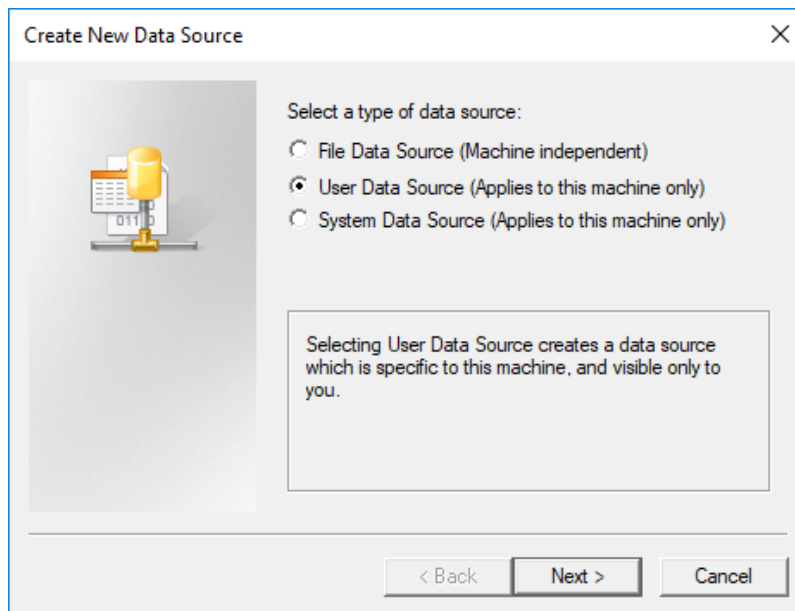 Create New Data Source
Select a type of data source:
File Data Source (Machine independent)
User Data Source (Applies to this machine only)
System Data Source (Applies to this machine only)
Selecting User Data Source creates a data source
which is specific to this machine, and visible only to
you.
< Back
Next >
Cancel